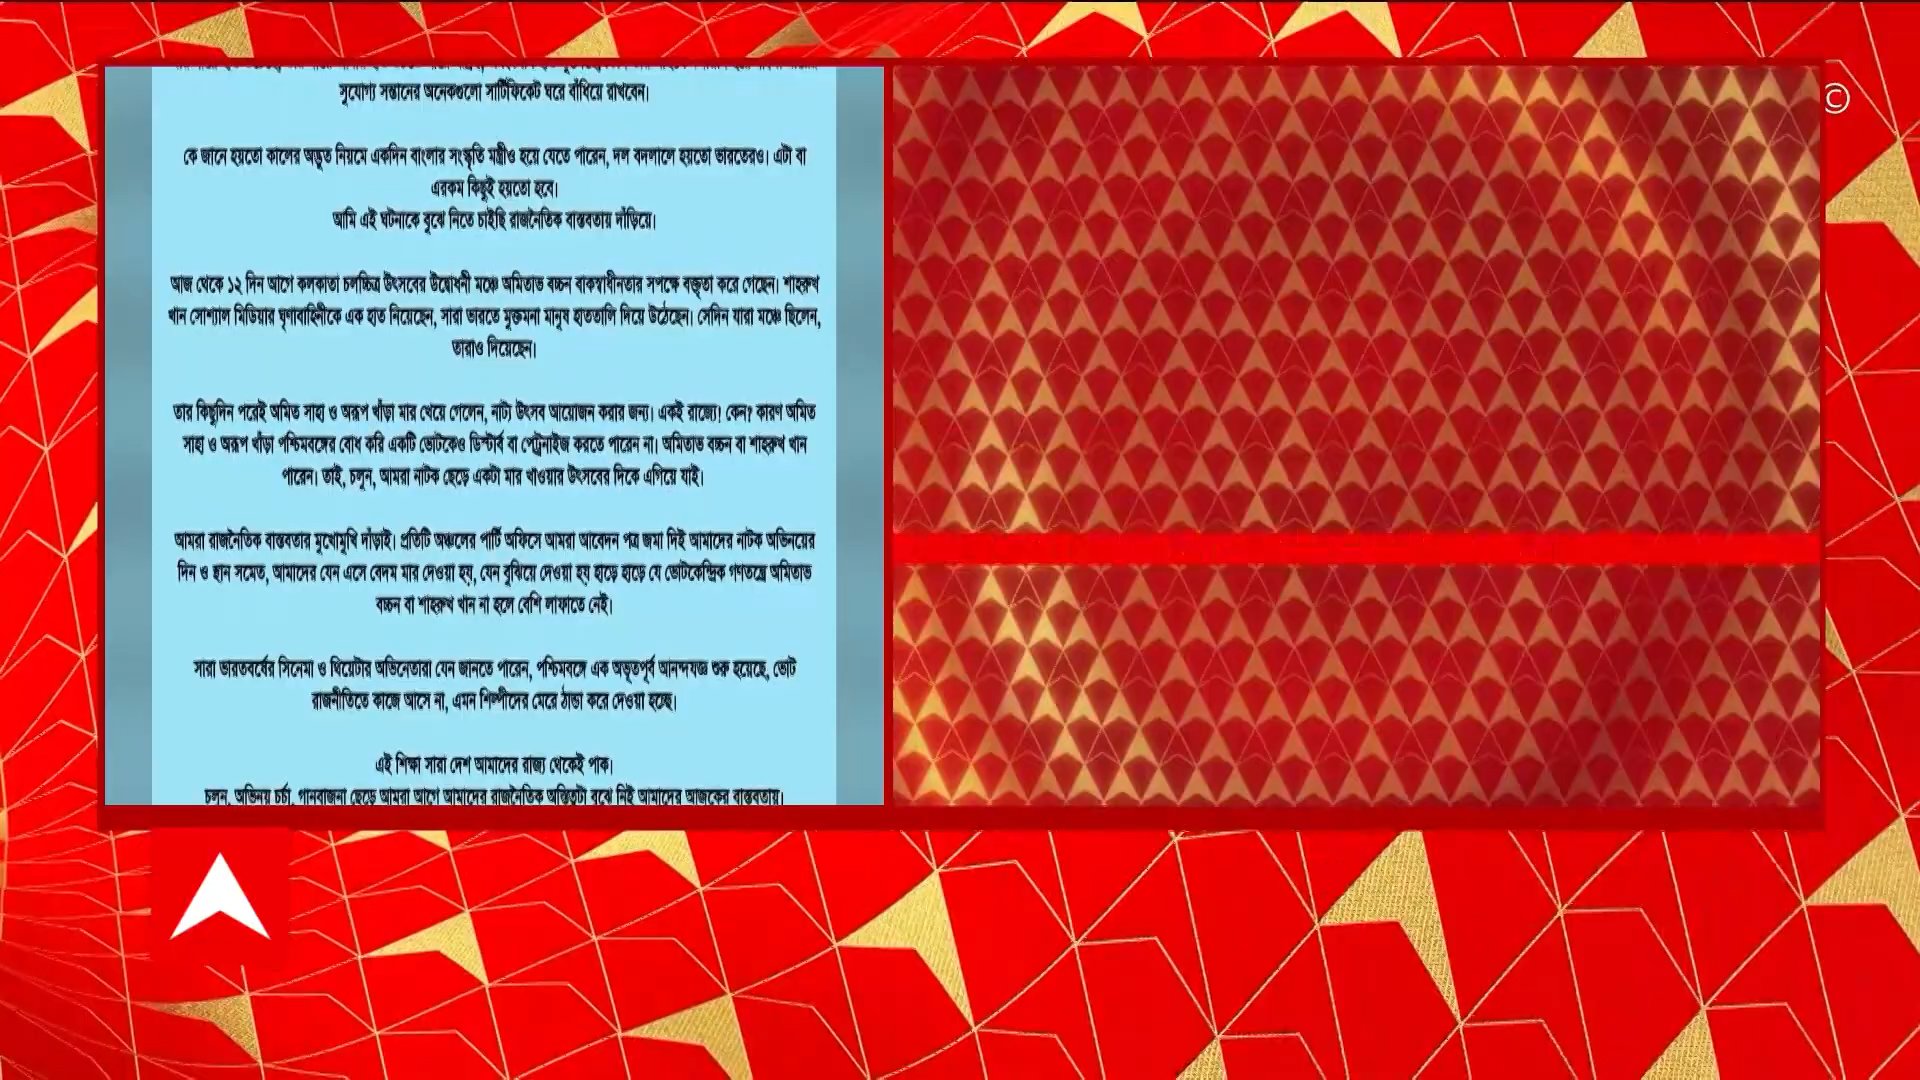 সুযোগ্য সন্তানের অনেকগুলো সার্টিফিকেট ঘরে বাঁধিয়ে রাখবেন।
কে জানে হয়তো কালের অদ্ভুত নিয়মে একদিন বাংলার সংস্কৃতি মন্ত্রীও হয়ে যেতে পারেন, দল বদলালে হয়তো ভারতেরও। এটা বা
এরকম কিছুই হয়তো হবে।
আমি এই ঘটনাকে বুঝে নিতে চাইছি রাজনৈতিক বাস্তবতায় দাঁড়িয়ে।
আজ থেকে ১২ দিন আগে কলকাতা চলচ্চিত্র উৎসবের উদ্বোধনী মঞ্চে অমিতাভ বচ্চন বাকস্বাধীনতার সপক্ষে বক্তৃতা করে গেছেন। শাহরুখ
খান সোশ্যাল মিডিয়ার ঘৃণাবাহিনীকে এক হাত নিয়েছেন, সারা ভারতে মুক্তমনা মানুষ হাততালি দিয়ে উঠেছেন। সেদিন যারা মঞ্চে ছিলেন,
তারাও দিয়েছেন।
তার কিছুদিন পরেই অমিত সাহা ও অরূপ খাঁড়া মার খেয়ে গেলেন, নাট্য উৎসব আয়োজন করার জন্য। একই রাজ্যে! কেন? কারণ অমিত
সাহা ও অরূপ খাঁড়া পশ্চিমবঙ্গের বোধ করি একটি ভোটকেও ডিস্টার্ব বা পেট্রনাইজ করতে পারেন না। অমিতাভ বচ্চন বা শাহরুখ খান
পারেন। তাই, চলুন, আমরা নাটক ছেড়ে একটা মার খাওয়ার উৎসবের দিকে এগিয়ে যাই।
আমরা রাজনৈতিক বাস্তবতার মুখোমুখি দাঁড়াই। প্রতিটি অঞ্চলের পার্টি অফিসে আমরা আবেদন পত্র জমা দিই আমাদের নাটক অভিনয়ের
দিন ও স্থান সমেত, আমাদের যেন এসে বেদম মার দেওয়া হয়, যেন বুঝিয়ে দেওয়া হয় হাড়ে হাড়ে যে ভোটকেন্দ্রিক গণতন্ত্রে অমিতাভ
বচ্চন বা শাহরুখ খান না হলে বেশি লাফাতে নেই।
সারা ভারতবর্ষের সিনেমা ও থিয়েটার অভিনেতারা যেন জানতে পারেন, পশ্চিমবঙ্গে এক অভূতপূর্ব আনন্দযজ্ঞ শুরু হয়েছে, ভোট
রাজনীতিতে কাজে আসে না, এমন শিল্পীদের মেরে ঠান্ডা করে দেওয়া হচ্ছে।
এই শিক্ষা সারা দেশ আমাদের রাজ্য থেকেই পাক।
চলুন, অভিনয় চর্চা, গানবাজনা ছেড়ে আমরা আগে আমাদের রাজনৈতিক অস্তিত্বটা বুঝে নিই আমাদের আজকের বাস্তবতায়।
©